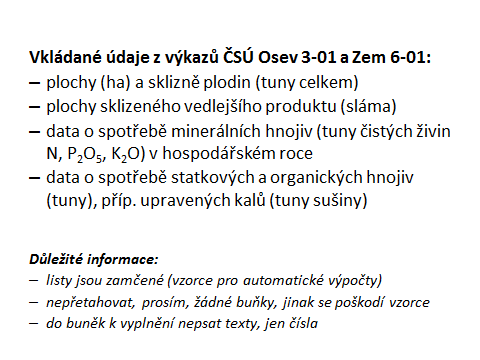 Vkládané údaje z výkazů ČSÚ Osev 3-01 a Zem 6-01:
– plochy (ha) a sklizně plodin (tuny celkem)
– plochy sklizeného vedlejšího produktu (sláma)
– data o spotřebě minerálních hnojiv (tuny čistých živin
N, P₂O₅, K₂O) v hospodářském roce
– data o spotřebě statkových a organických hnojiv
(tuny), příp. upravených kalů (tuny sušiny)
Důležité informace:
– listy jsou zamčené (vzorce pro automatické výpočty)
– nepřetahovat, prosím, žádné buňky, jinak se poškodí vzorce
– do buněk k vyplnění nepsat texty, jen čísla